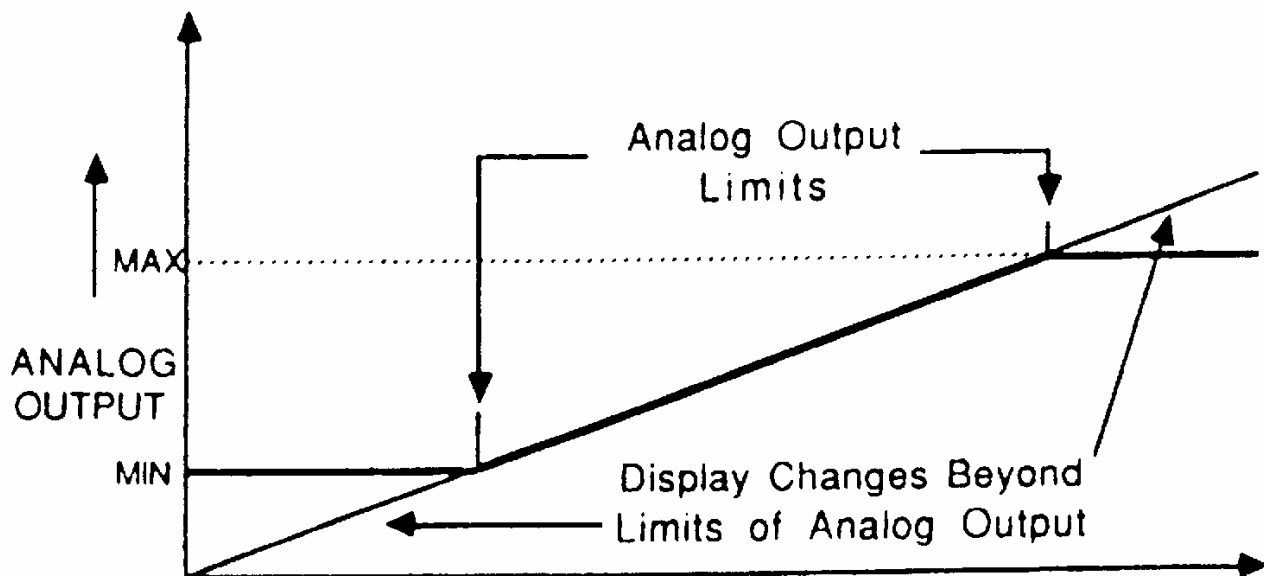 Analog Output
Limits
MAX
ANALOG
OUTPUT
MIN
Display Changes Beyond
Limits of Analog Output